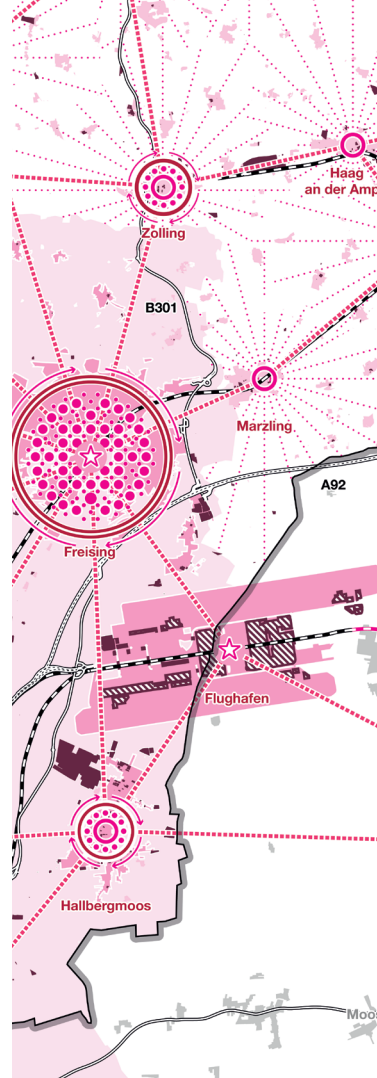 Haag
an der Amp
Zolling
B301
Marzling
A92
Freising
Flughafen
Hallbergmoos
Moos